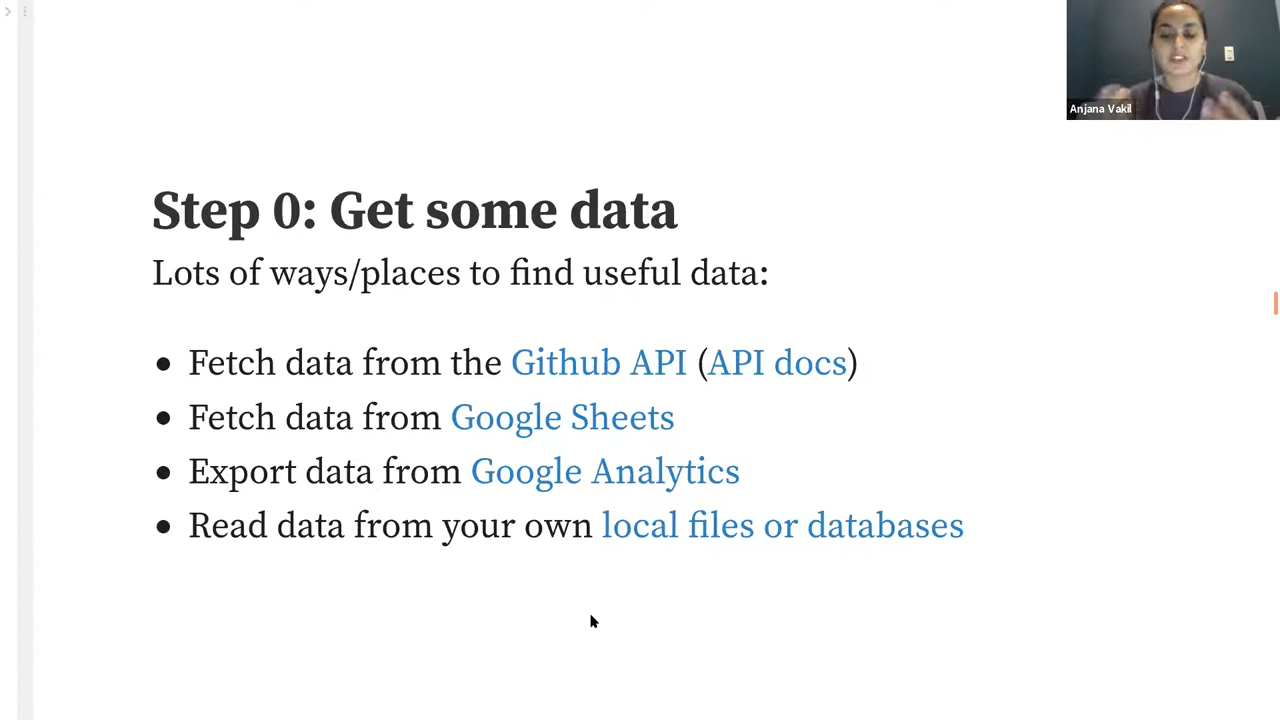 Anjana Vakil
Step 0: Get some data
Lots of ways/places to find useful data:
• Fetch data from the Github API (API docs)
• Fetch data from Google Sheets
• Export data from Google Analytics
• Read data from your own local files or databases